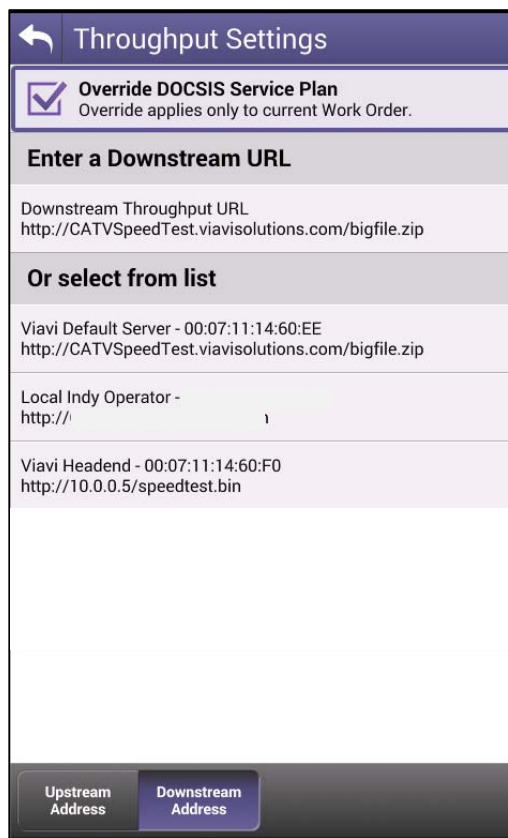 Throughput Settings
Override DOCSIS Service Plan
Override applies only to current Work Order.
Enter a Downstream URL
Downstream Throughput URL
http://CATVSpeedTest.viavisolutions.com/bigfile.zip
Or select from list
Viavi Default Server - 00:07:11:14:60:EE
http://CATVSpeedTest.viavisolutions.com/bigfile.zip
Local Indy Operator -
http://
Viavi Headend - 00:07:11:14:60:F0
http://10.0.0.5/speedtest.bin
Upstream
Address
Downstream
Address